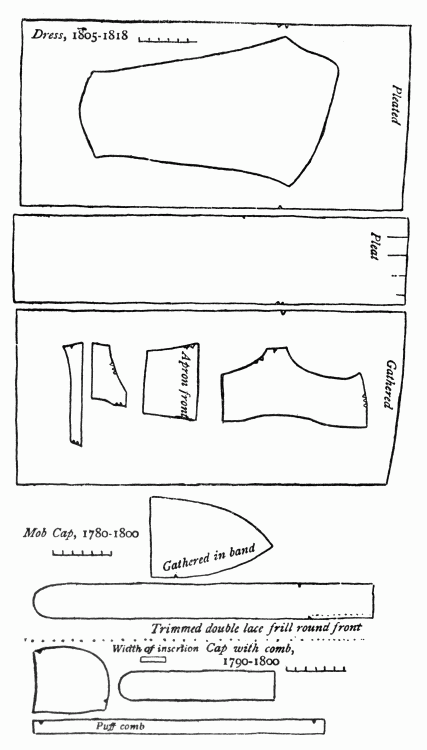 Dress, 1805-1818
Pleated
Pleat
Gathered
Apron front
Mob Cap, 1780-1800
Gathered in band
Trimmed double lace frill round front
Width of insertion Cap with comb,
1790-1800
Puff comb